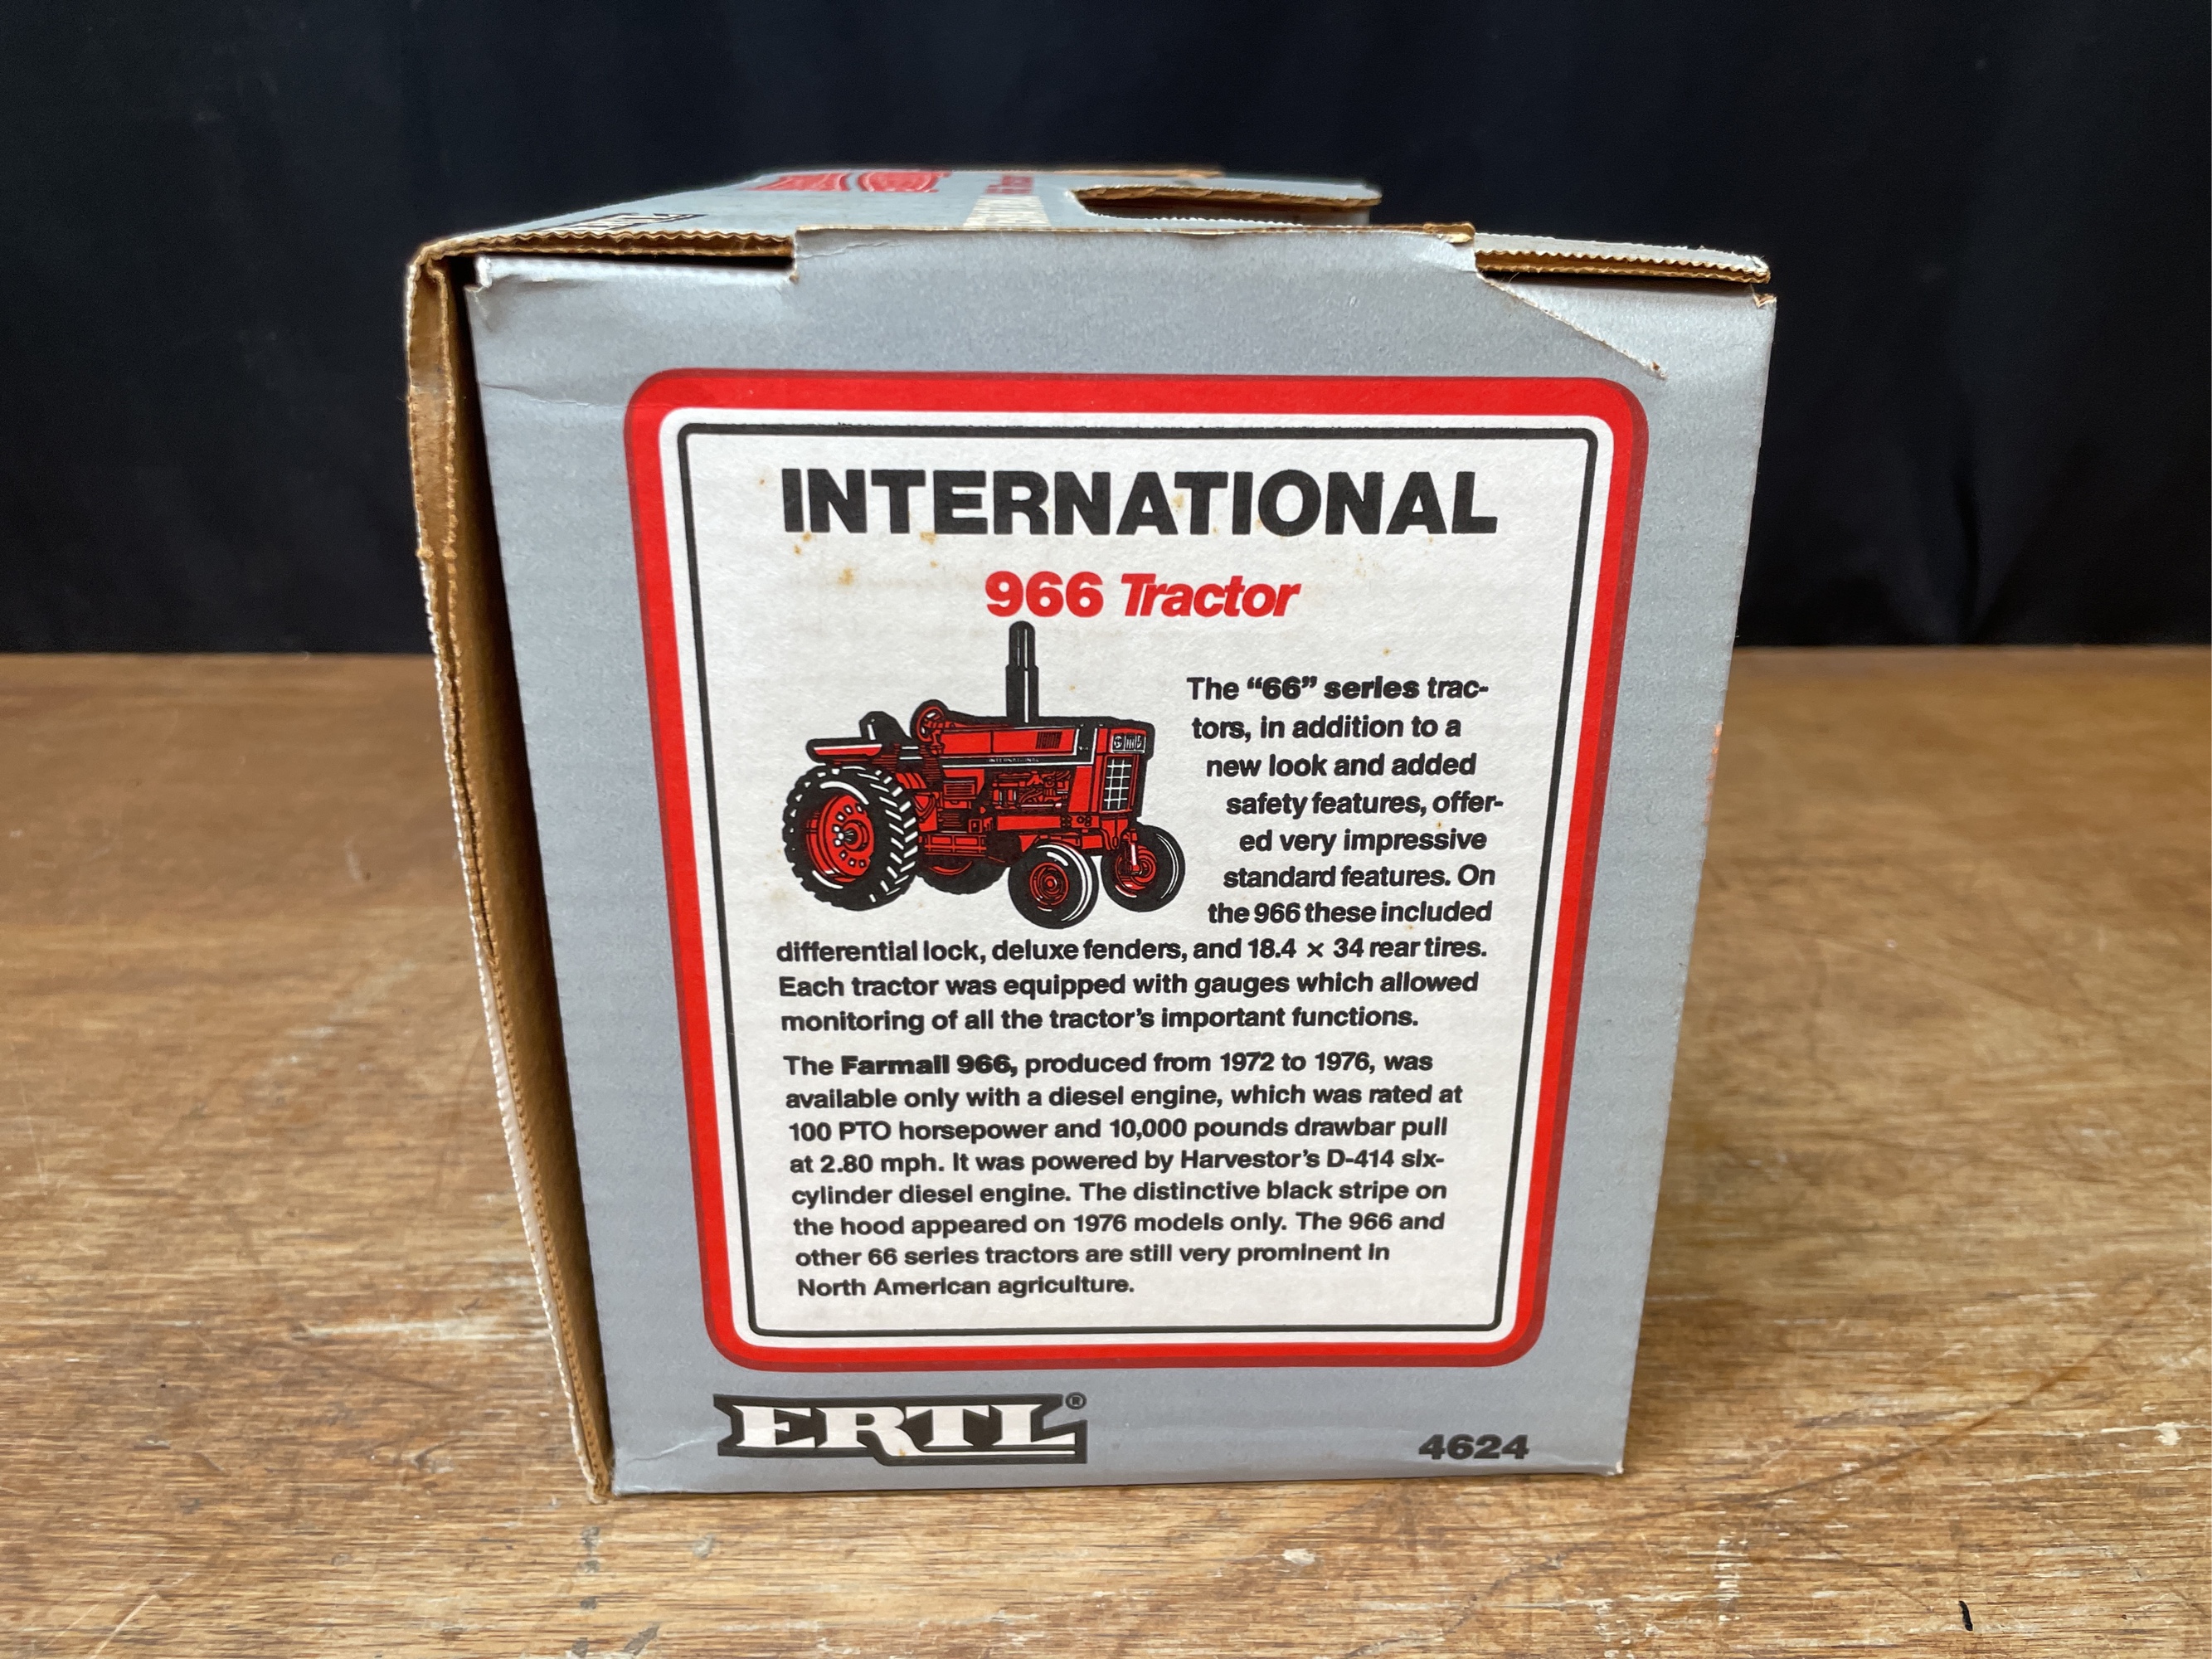 INTERNATIONAL
966 Tractor
The “66” series trac-
tors, in addition to a
new look and added
safety features, offer-
ed very impressive
standard features. On
the 966 these included
differential lock, deluxe fenders, and 18.4 × 34 rear tires.
Each tractor was equipped with gauges which allowed
monitoring of all the tractor’s important functions.
The Farmall 966, produced from 1972 to 1976, was
available only with a diesel engine, which was rated at
100 PTO horsepower and 10,000 pounds drawbar pull
at 2.80 mph. It was powered by Harvestor’s D-414 six-
cylinder diesel engine. The distinctive black stripe on
the hood appeared on 1976 models only. The 966 and
other 66 series tractors are still very prominent in
North American agriculture.
ERTL®
4624